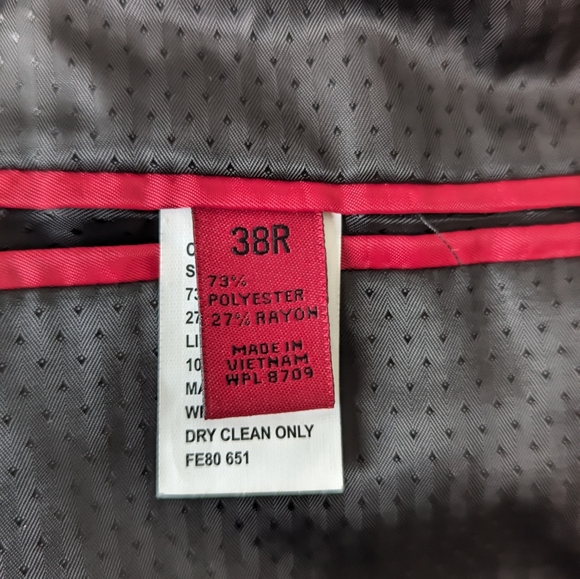 38R
73%
POLYESTER
27% RAYON
MADE IN
VIETNAM
WPL 8709
DRY CLEAN ONLY
FE80 651